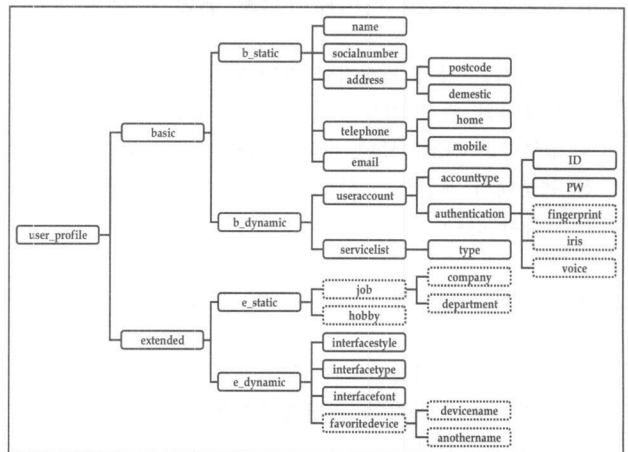 name
b_static
socialnumber
postcode
address
demestic
home
basic
telephone
mobile
email
ID
accounttype
PW
useraccount
authentication
fingerprint
b_dynamic
user_profile
iris
servicelist
type
voice
company
job
e_static
department
hobby
extended
interfacestyle
interfacetype
e_dynamic
interfacefont
devicename
favoritedevice
anothername